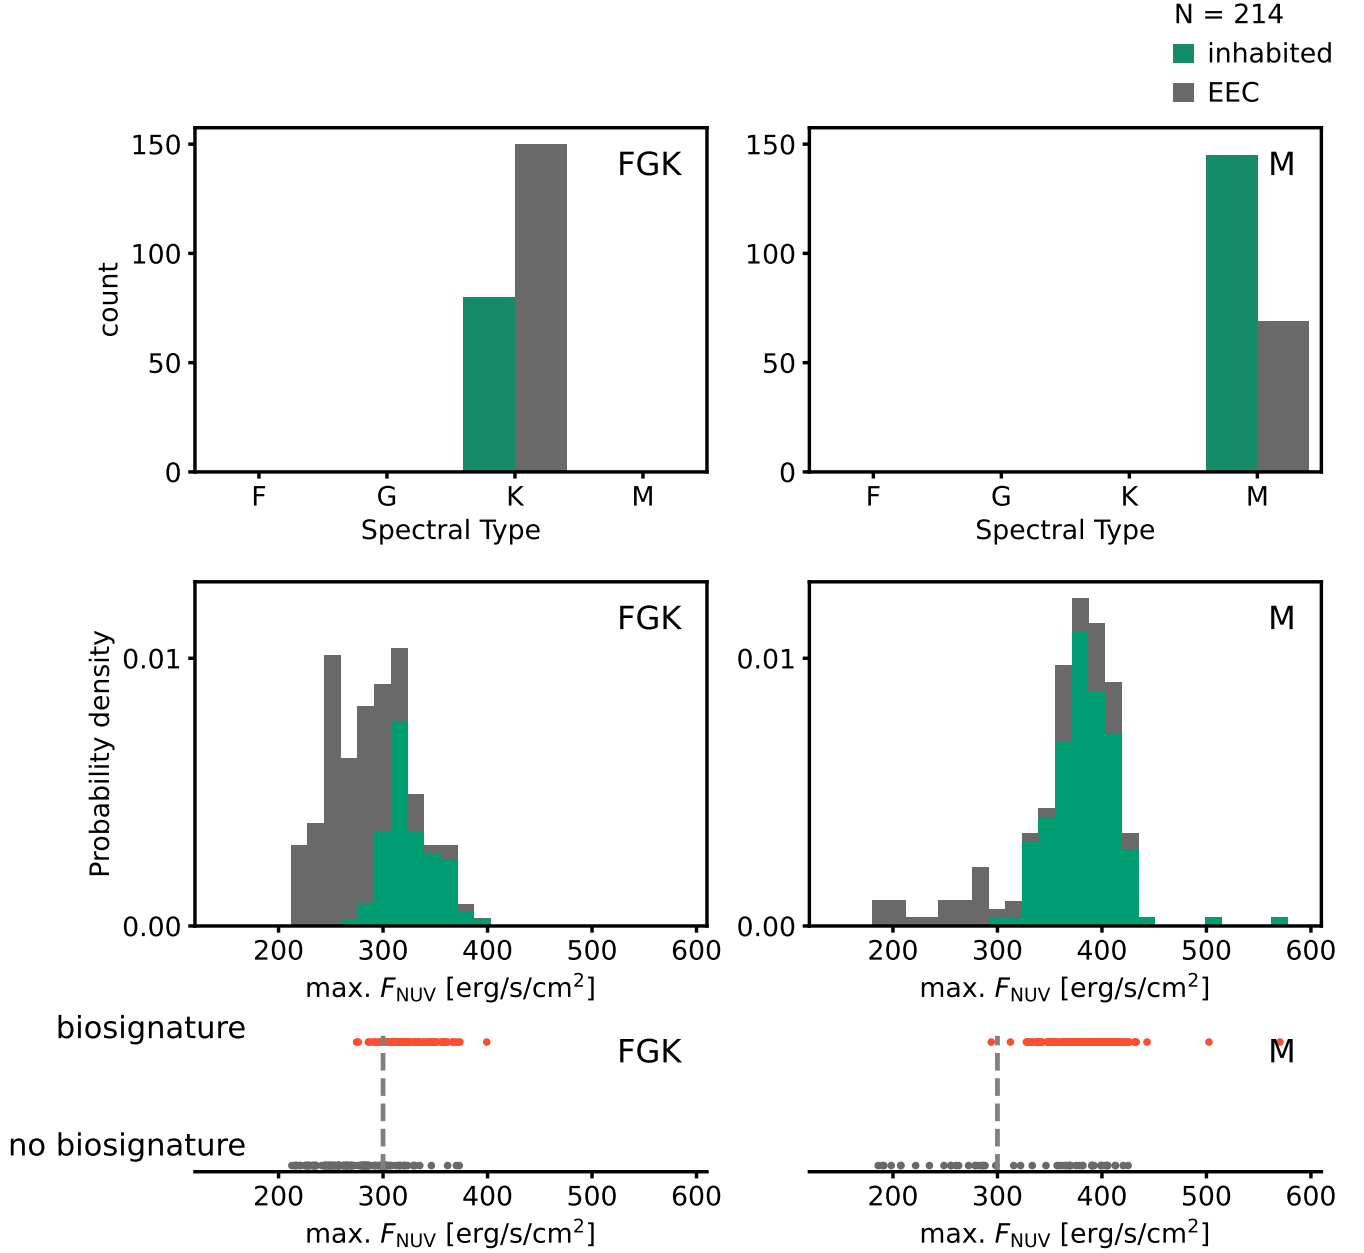 N = 214
inhabited
EEC
150
100
50
0
count
FGK
F G K M
Spectral Type
150
100
50
0
M
F G K M
Spectral Type
0.01
0.00
Probability density
FGK
200 300 400 500 600
max. F_NUV [erg/s/cm²]
0.01
0.00
M
200 300 400 500 600
max. F_NUV [erg/s/cm²]
biosignature
no biosignature
FGK
200 300 400 500 600
max. F_NUV [erg/s/cm²]
M
200 300 400 500 600
max. F_NUV [erg/s/cm²]